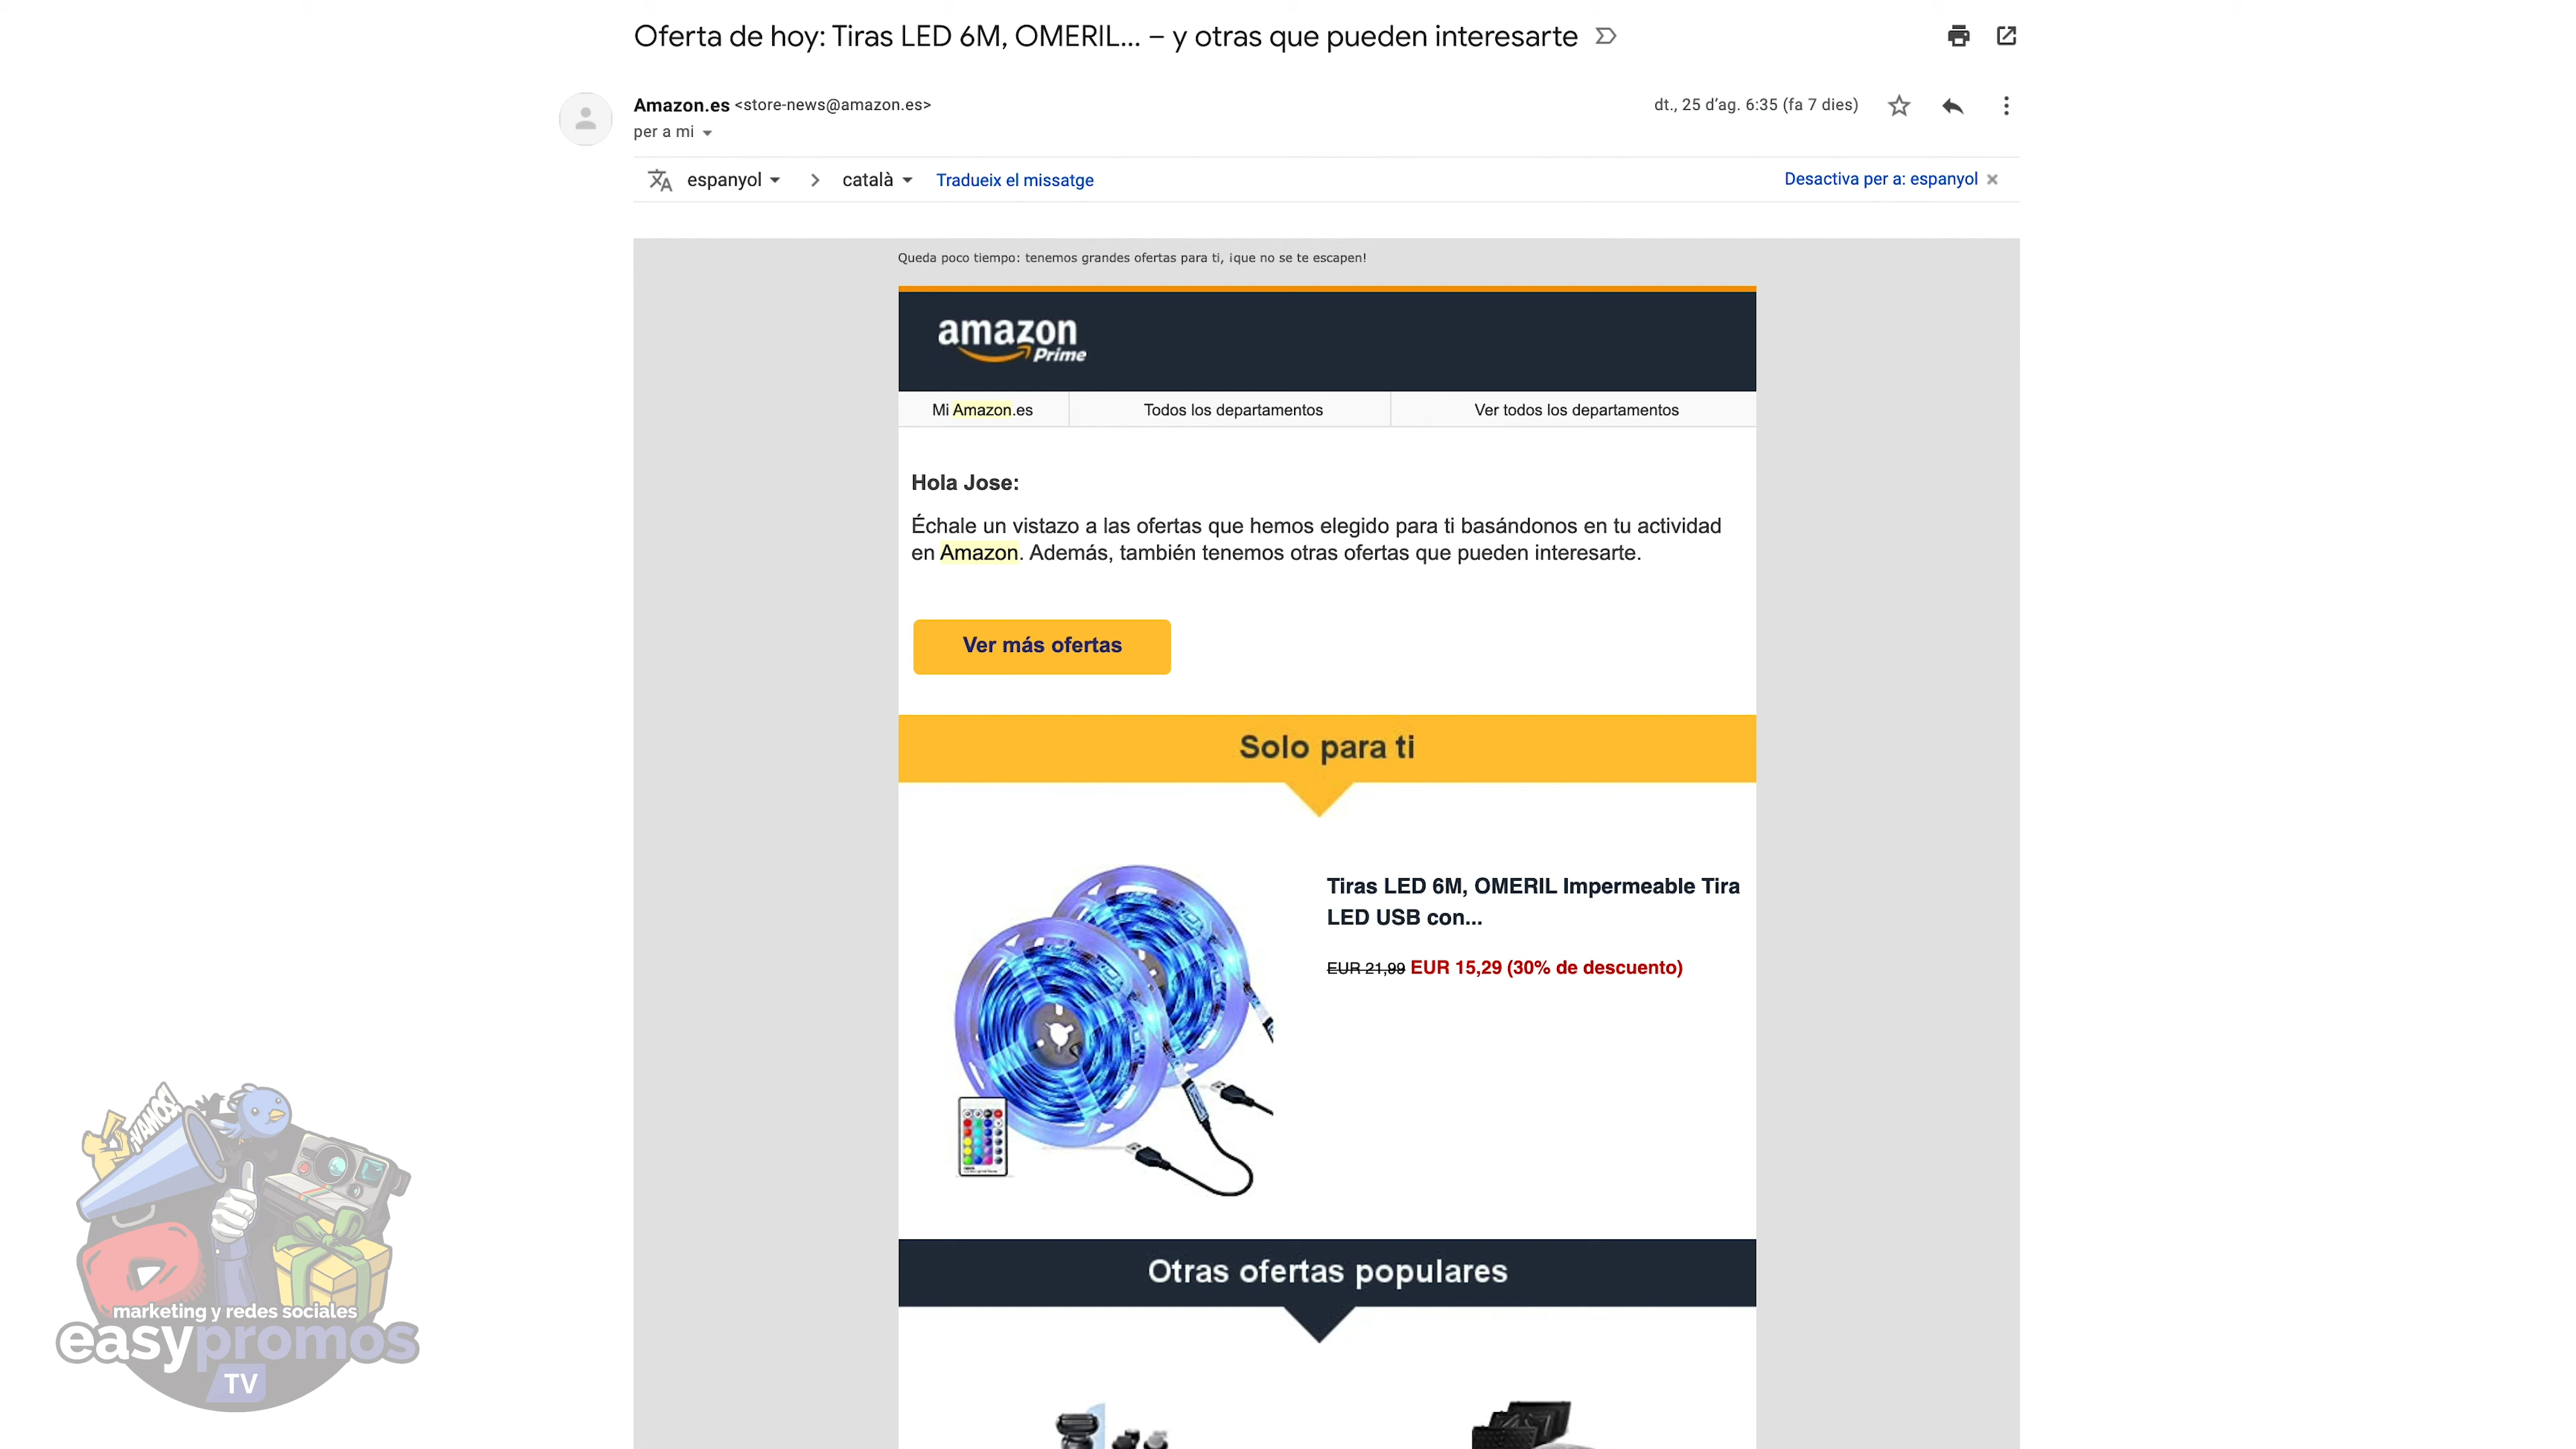 Oferta de hoy: Tiras LED 6M, OMERIL... – y otras que pueden interesarte
Amazon.es <store-news@amazon.es>
dt., 25 d'ag. 6:35 (fa 7 dies)
per a mi
espanyol
català
Tradueix el missatge
Desactiva per a: espanyol
Queda poco tiempo: tenemos grandes ofertas para ti, ¡que no se te escapen!
amazon
Prime
Mi Amazon.es
Todos los departamentos
Ver todos los departamentos
Hola Jose:
Échale un vistazo a las ofertas que hemos elegido para ti basándonos en tu actividad
en Amazon. Además, también tenemos otras ofertas que pueden interesarte.
Ver más ofertas
Solo para ti
Tiras LED 6M, OMERIL Impermeable Tira
LED USB con...
EUR 21,99 EUR 15,29 (30% de descuento)
Otras ofertas populares
¡VAMOS!
marketing y redes sociales
easypromos
TV